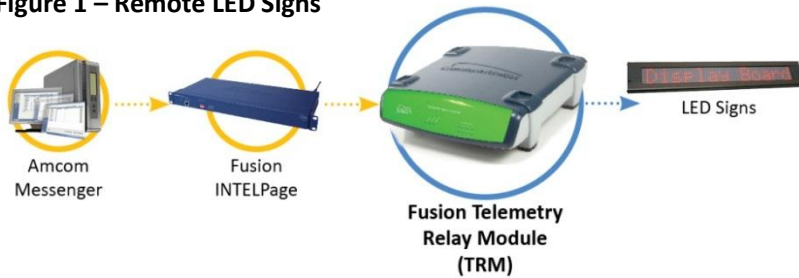 Figure 1 – Remote LED Signs
Display Board
LED Signs
Amcom
Messenger
Fusion
INTELPage
Fusion Telemetry
Relay Module
(TRM)